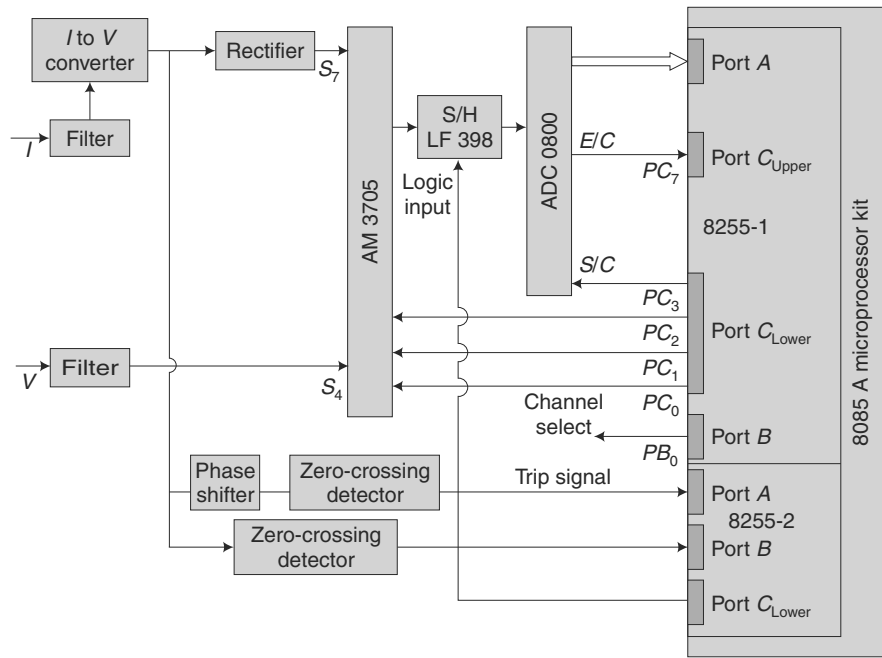 I to V
converter
Rectifier
S7
Filter
I
AM 3705
S/H
LF 398
Logic
input
ADC 0800
E/C
PC7
S/C
PC3
PC2
PC1
PC0
Port A
Port CUpper
8255-1
Port CLower
Port B
8085 A microprocessor kit
V
Filter
S4
Channel
select
PB0
Phase
shifter
Zero-crossing
detector
Trip signal
Port A
8255-2
Zero-crossing
detector
Port B
Port CLower